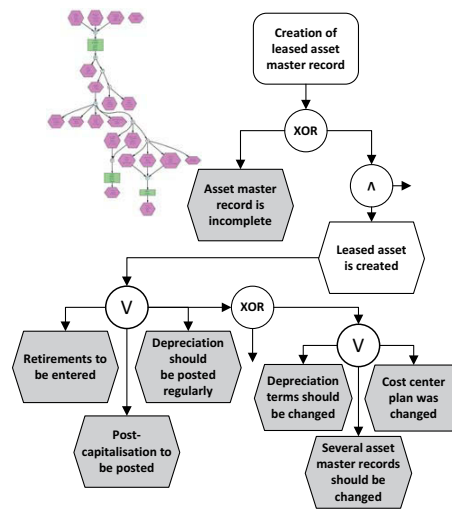 Creation of
leased asset
master record
XOR
Asset master
record is
incomplete
∧
Leased asset
is created
V
XOR
Retirements to
be entered
Depreciation
should
be posted
regularly
V
Depreciation
terms should
be changed
Cost center
plan was
changed
Post-
capitalisation to
be posted
Several asset
master records
should be
changed